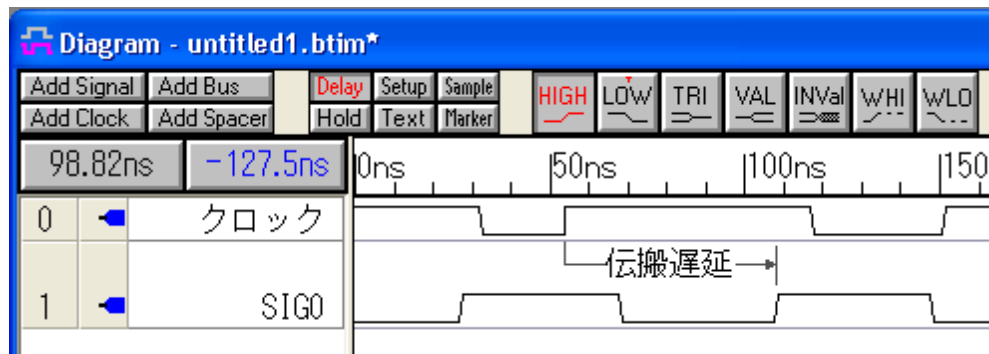 Diagram - untitled1.btim*
Add Signal Add Bus Delay Setup Sample HIGH LOW TRI VAL INVal WHI WLO
Add Clock Add Spacer Hold Text Marker
98.82ns -127.5ns 0ns 50ns 100ns 150
0 クロック
伝搬遅延
1 SIG0